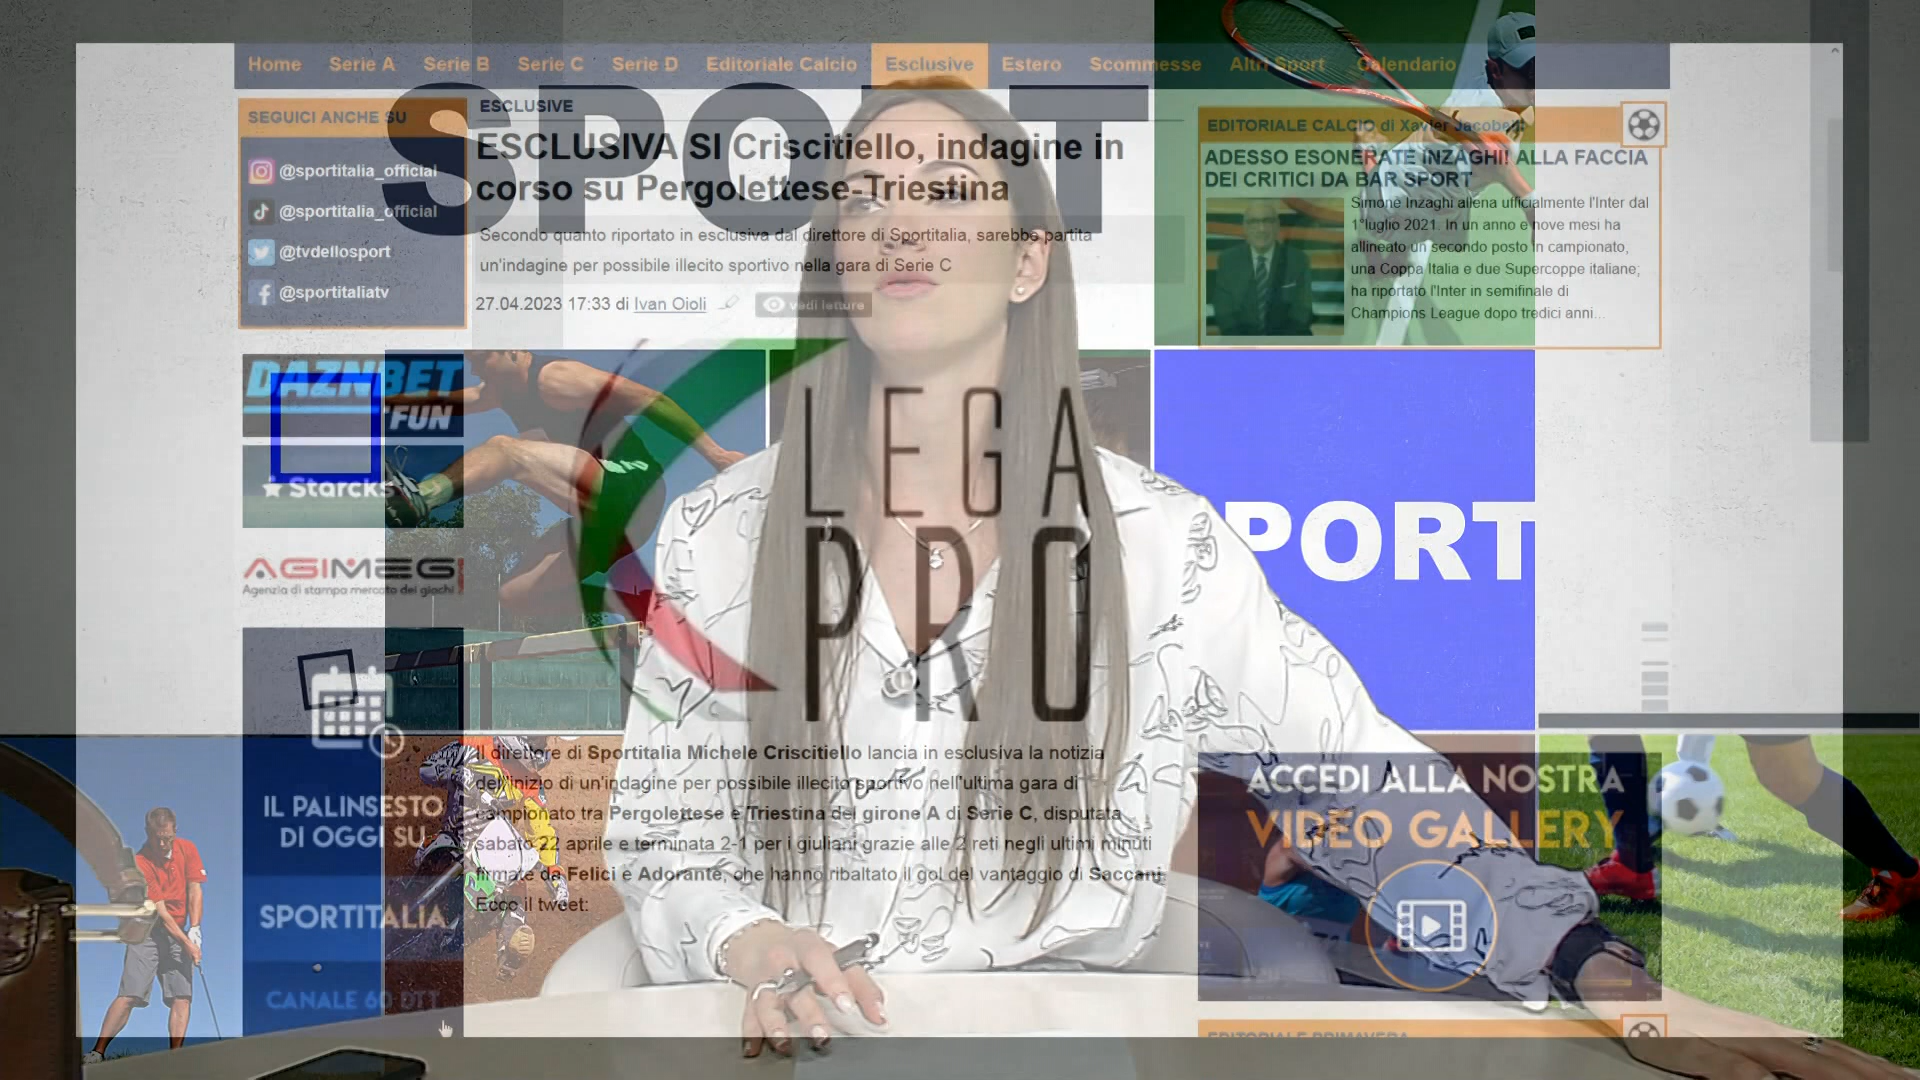 Home Serie A Serie B Serie C Serie D Editoriale Calcio Esclusive Estero Scommesse Altri Sport Calendario
SPORT
SEGUICI ANCHE SU
@sportitalia_official
@sportitalia_official
@tvdellosport
@sportitaliatv
ESCLUSIVE
ESCLUSIVA SI Criscitiello, indagine in
corso su Pergolettese-Triestina
Secondo quanto riportato in esclusiva dal direttore di Sportitalia, sarebbe partita
un'indagine per possibile illecito sportivo nella gara di Serie C
27.04.2023 17:33 di Ivan Oioli
vedi letture
EDITORIALE CALCIO di Xavier Jacobelli
ADESSO ESONERATE INZAGHI! ALLA FACCIA
DEI CRITICI DA BAR SPORT
Simone Inzaghi allena ufficialmente l'Inter dal
1°luglio 2021. In un anno e nove mesi ha
allineato un secondo posto in campionato,
una Coppa Italia e due Supercoppe italiane;
ha riportato l'Inter in semifinale di
Champions League dopo tredici anni...
DAZNBET
FUN
Starcks
AGIMEG
Agenzia di stampa mercato dei giochi
LEGA
PRO
PORT
IL PALINSESTO
DI OGGI SU
SPORTITALIA
CANALE 60 DTT
Il direttore di Sportitalia Michele Criscitiello lancia in esclusiva la notizia
dell'inizio di un'indagine per possibile illecito sportivo nell'ultima gara di
campionato tra Pergolettese e Triestina del girone A di Serie C, disputata
sabato 22 aprile e terminata 2-1 per i giuliani grazie alle 2 reti negli ultimi minuti
firmate da Felici e Adorante, che hanno ribaltato il gol del vantaggio di Saccani.
Ecco il tweet:
ACCEDI ALLA NOSTRA
VIDEO GALLERY
EDITORIALE PRIMAVERA